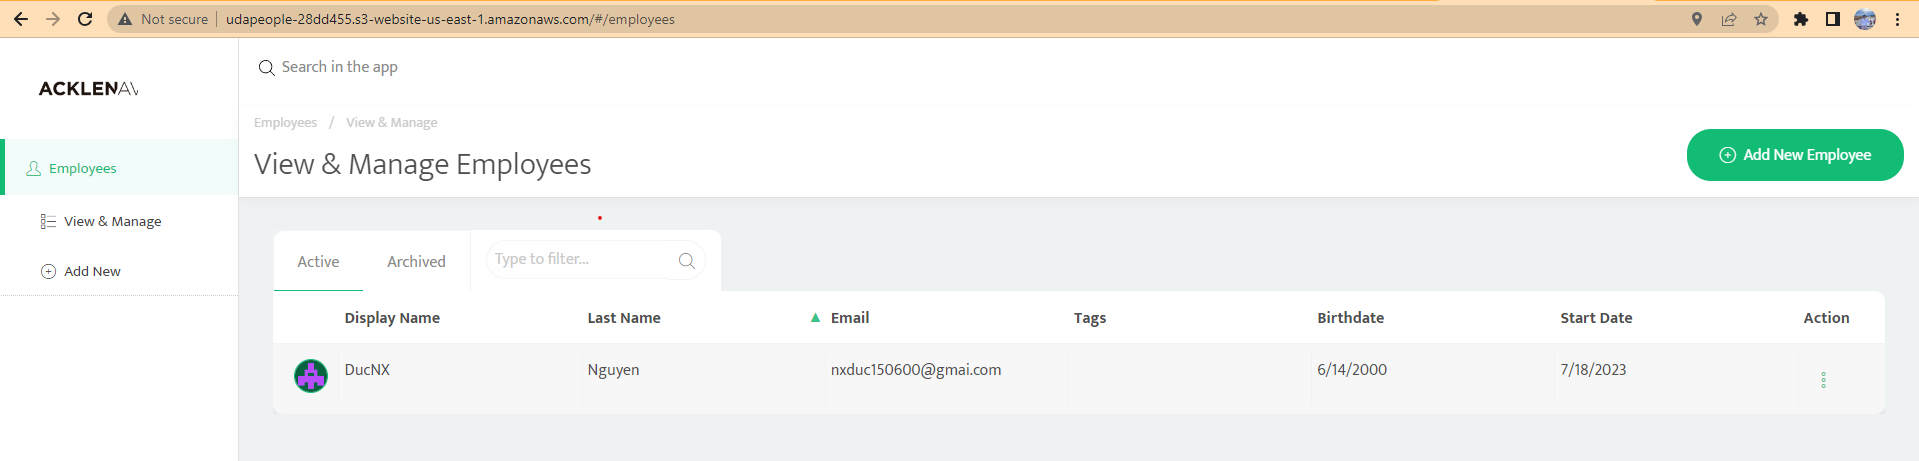 Not secure | udapeople-28dd455.s3-website-us-east-1.amazonaws.com/#/employees
ACKLENAV
Search in the app
Employees / View & Manage
View & Manage Employees
Add New Employee
Employees
View & Manage
Add New
Active Archived Type to filter...
Display Name Last Name Email Tags Birthdate Start Date Action
DucNX Nguyen nxduc150600@gmai.com 6/14/2000 7/18/2023